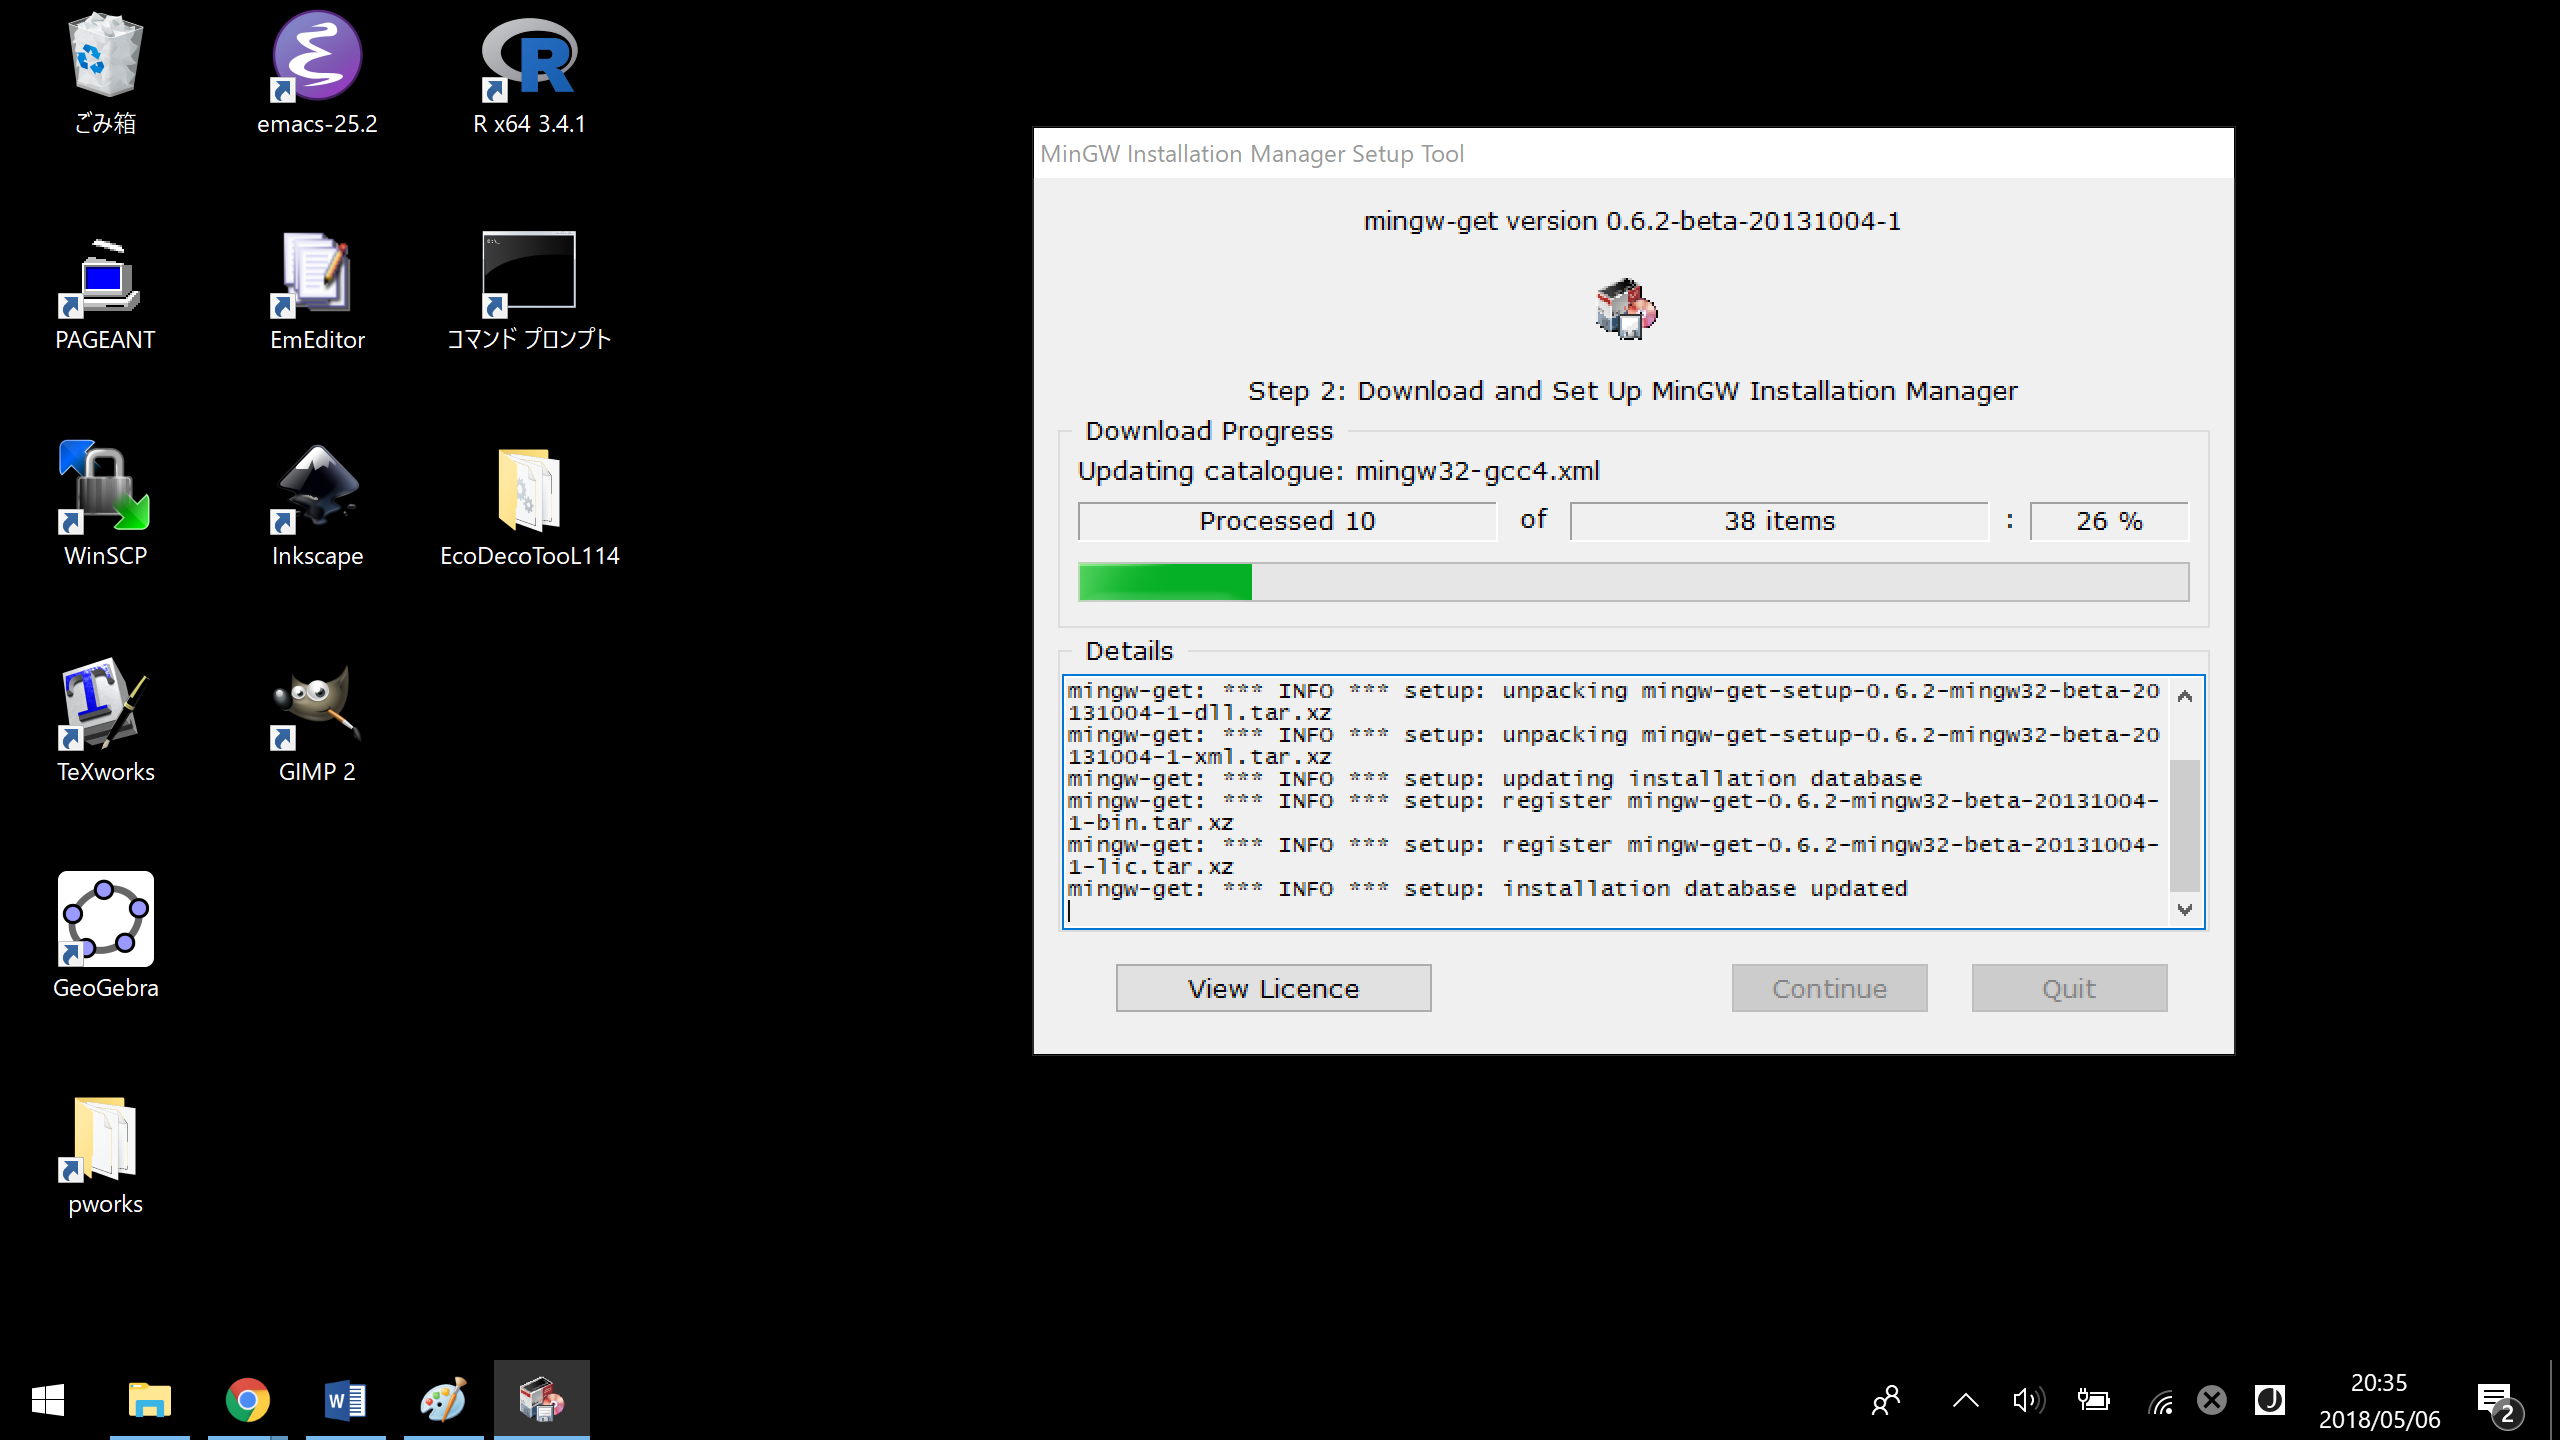 ごみ箱
emacs-25.2
R x64 3.4.1
PAGEANT
EmEditor
コマンド プロンプト
WinSCP
Inkscape
EcoDecoTooL114
TeXworks
GIMP 2
GeoGebra
pworks
MinGW Installation Manager Setup Tool
mingw-get version 0.6.2-beta-20131004-1
Step 2: Download and Set Up MinGW Installation Manager
Download Progress
Updating catalogue: mingw32-gcc4.xml
Processed 10 of 38 items : 26 %
Details
mingw-get: *** INFO *** setup: unpacking mingw-get-setup-0.6.2-mingw32-beta-20
131004-1-dll.tar.xz
mingw-get: *** INFO *** setup: unpacking mingw-get-setup-0.6.2-mingw32-beta-20
131004-1-xml.tar.xz
mingw-get: *** INFO *** setup: updating installation database
mingw-get: *** INFO *** setup: register mingw-get-0.6.2-mingw32-beta-20131004-
1-bin.tar.xz
mingw-get: *** INFO *** setup: register mingw-get-0.6.2-mingw32-beta-20131004-
1-lic.tar.xz
mingw-get: *** INFO *** setup: installation database updated
View Licence
Continue
Quit
20:35
2018/05/06
2